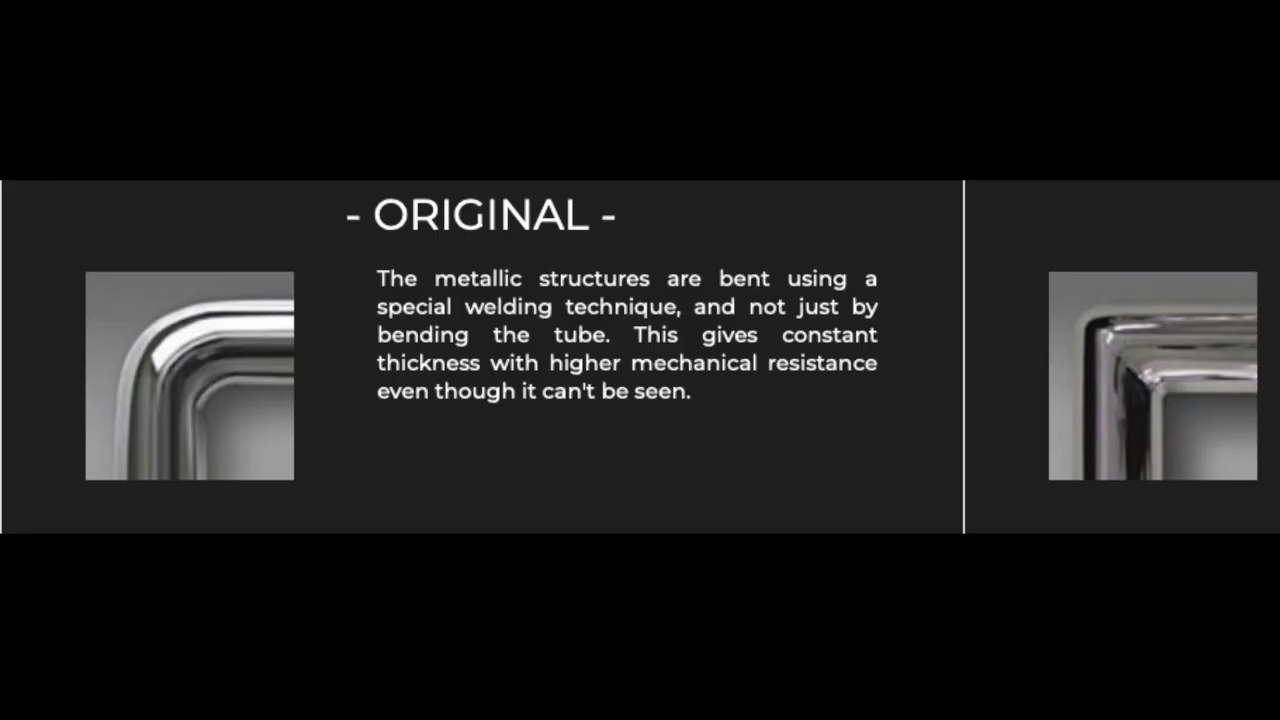 - ORIGINAL -
The metallic structures are bent using a
special welding technique, and not just by
bending the tube. This gives constant
thickness with higher mechanical resistance
even though it can't be seen.